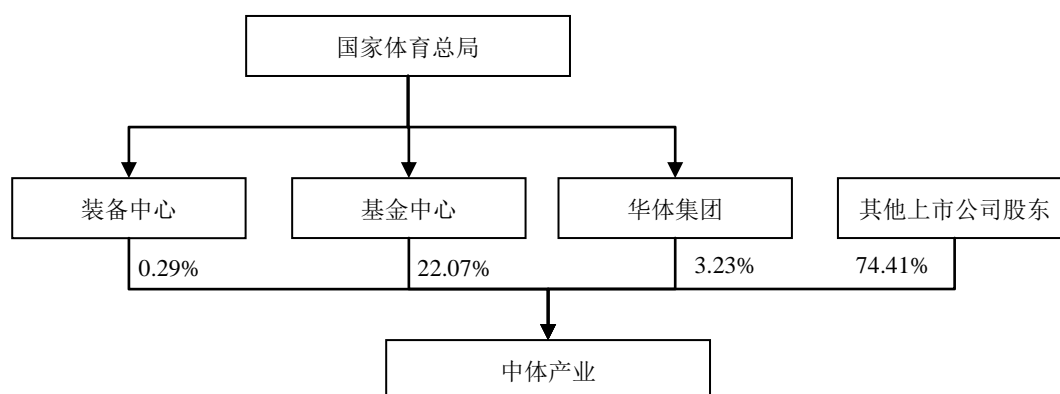 国家体育总局
装备中心
基金中心
华体集团
其他上市公司股东
0.29%
22.07%
3.23%
74.41%
中体产业